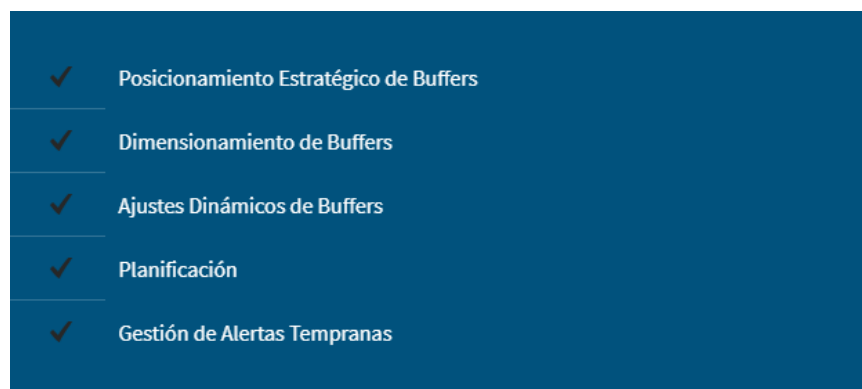 Posicionamiento Estratégico de Buffers
Dimensionamiento de Buffers
Ajustes Dinámicos de Buffers
Planificación
Gestión de Alertas Tempranas